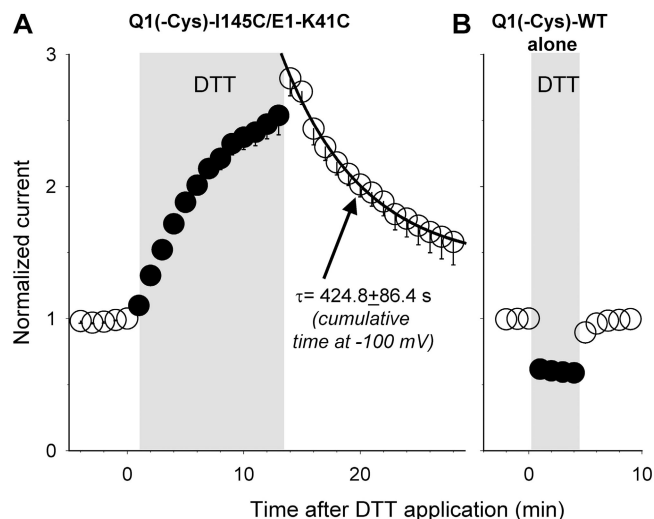 A
Q1(-Cys)-I145C/E1-K41C
B
Q1(-Cys)-WT
alone
3
DTT
DTT
2
Normalized current
τ= 424.8±86.4 s
(cumulative
time at -100 mV)
1
0
0
10
20
0
10
Time after DTT application (min)